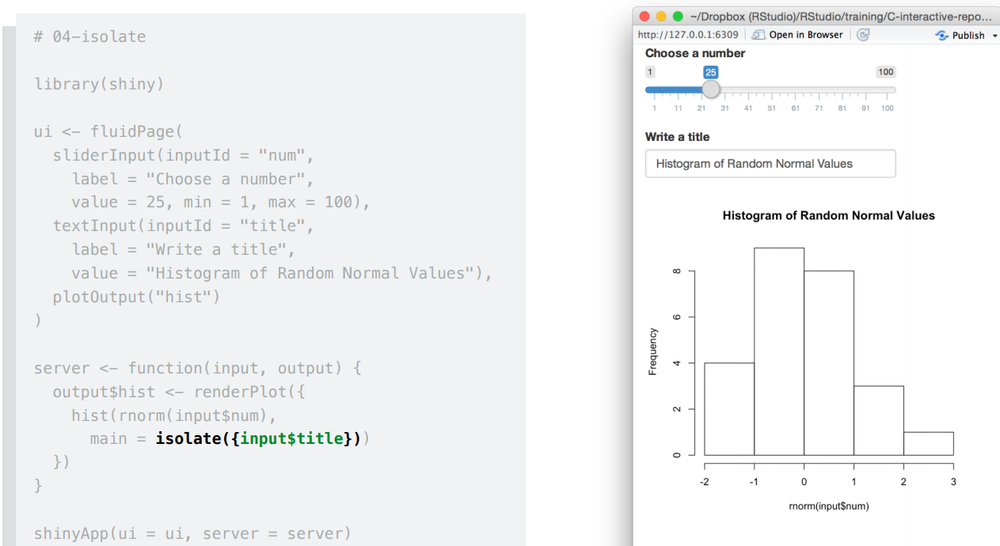 # 04-isolate
library(shiny)
ui <- fluidPage(
sliderInput(inputId = "num",
label = "Choose a number",
value = 25, min = 1, max = 100),
textInput(inputId = "title",
label = "Write a title",
value = "Histogram of Random Normal Values"),
plotOutput("hist")
)
server <- function(input, output) {
output$hist <- renderPlot({
hist(rnorm(input$num),
main = isolate({input$title}))
})
}
shinyApp(ui = ui, server = server)
~/Dropbox (RStudio)/RStudio/training/C-interactive-repo...
http://127.0.0.1:6309 Open in Browser Publish
Choose a number
1 25 100
1 11 21 31 41 51 61 71 81 91 100
Write a title
Histogram of Random Normal Values
Histogram of Random Normal Values
Frequency
8
6
4
2
0
-2 -1 0 1 2 3
rnorm(input$num)